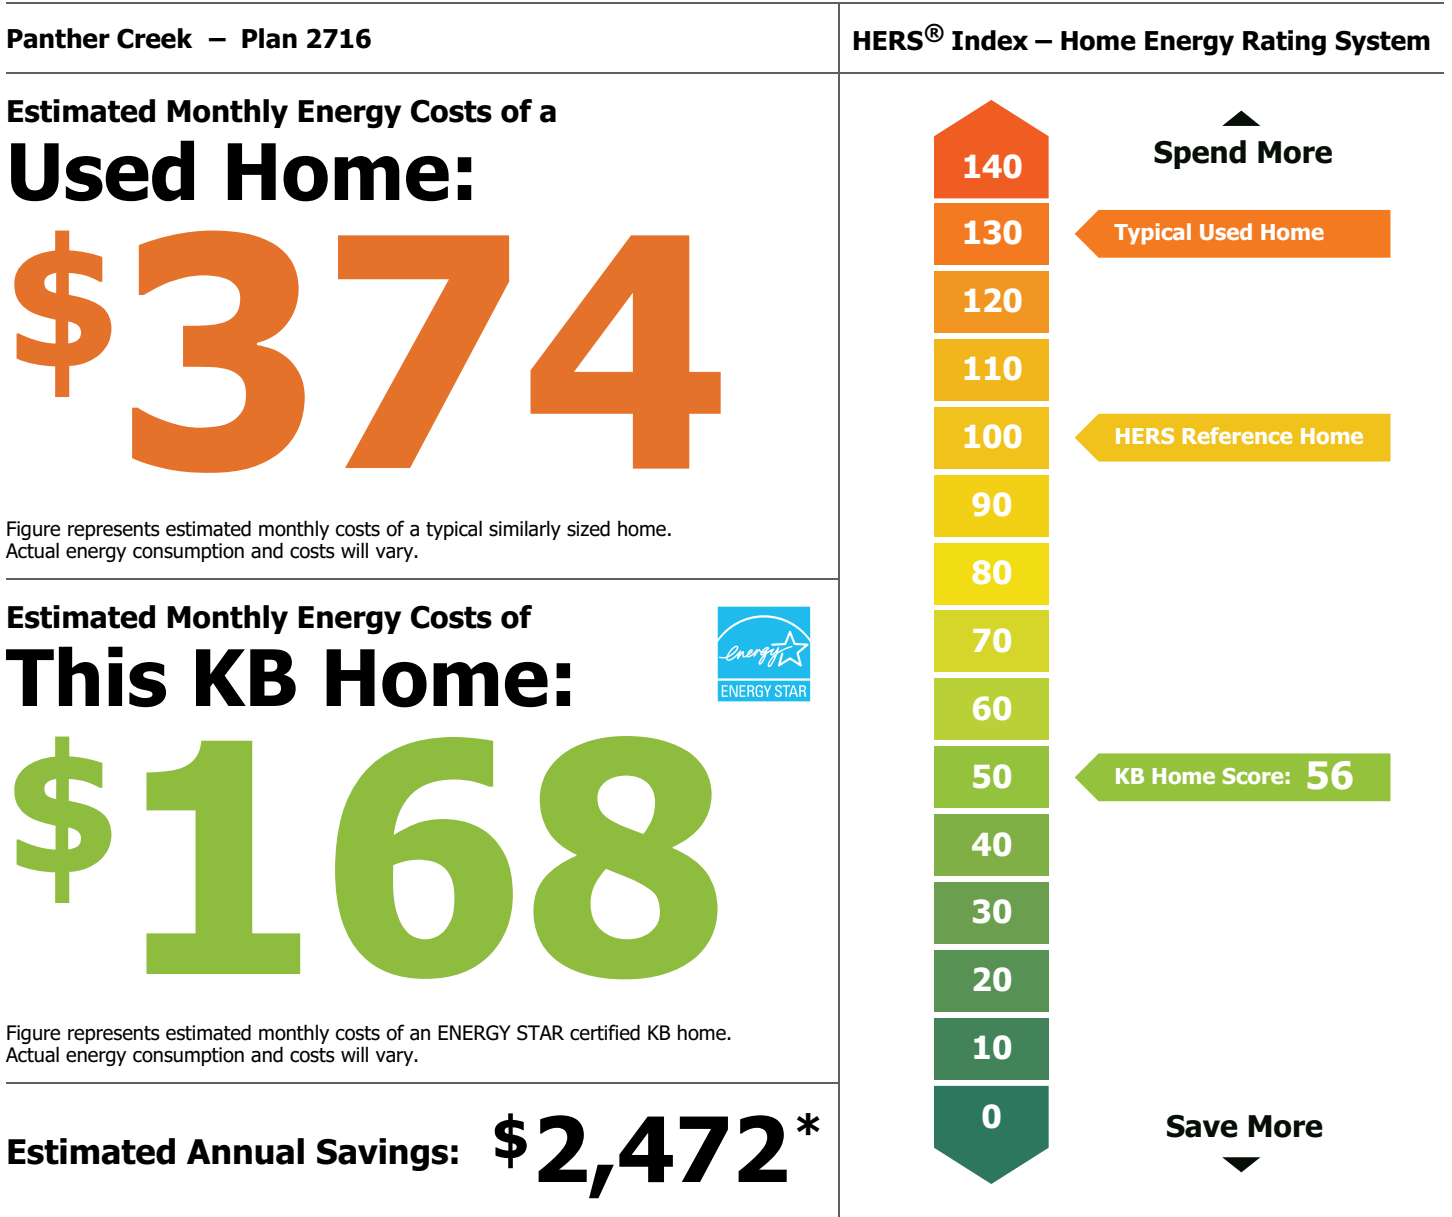 Panther Creek – Plan 2716
Estimated Monthly Energy Costs of a
Used Home:
$374
Figure represents estimated monthly costs of a typical similarly sized home.
Actual energy consumption and costs will vary.
Estimated Monthly Energy Costs of
This KB Home:
energy
ENERGY STAR
$168
Figure represents estimated monthly costs of an ENERGY STAR certified KB home.
Actual energy consumption and costs will vary.
Estimated Annual Savings: $2,472*
HERS® Index – Home Energy Rating System
Spend More
140
130 Typical Used Home
120
110
100 HERS Reference Home
90
80
70
60
50 KB Home Score: 56
40
30
20
10
0
Save More